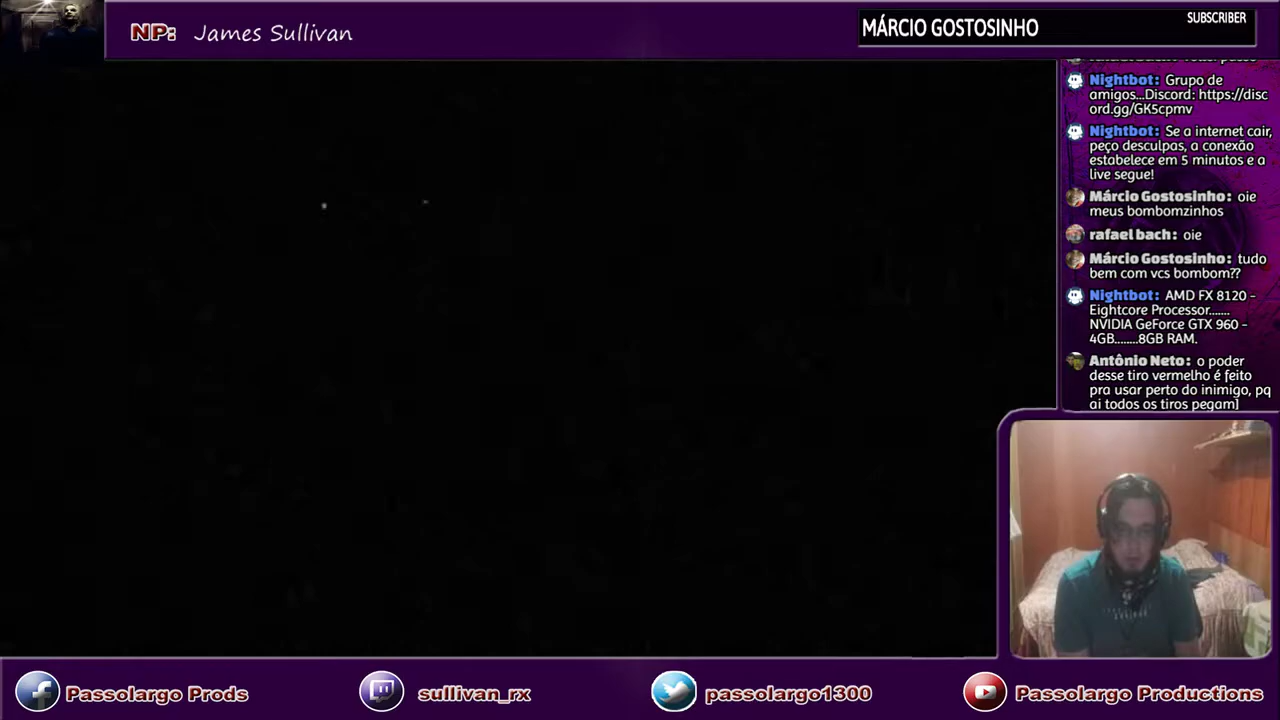 NP: James Sullivan
MÁRCIO GOSTOSINHO
SUBSCRIBER
Nightbot: Grupo de
amigos...Discord: https://disc
ord.gg/GK5cpmv
Nightbot: Se a internet cair,
peço desculpas, a conexão
estabelece em 5 minutos e a
live segue!
Márcio Gostosinho: oie
meus bombomzinhos
rafael bach: oie
Márcio Gostosinho: tudo
bem com vcs bombom??
Nightbot: AMD FX 8120 -
Eightcore Processor.......
NVIDIA GeForce GTX 960 -
4GB........8GB RAM.
Antônio Neto: o poder
desse tiro vermelho é feito
pra usar perto do inimigo, pq
ai todos os tiros pegam]
Passolargo Prods
sullivan_rx
passolargo1300
Passolargo Productions